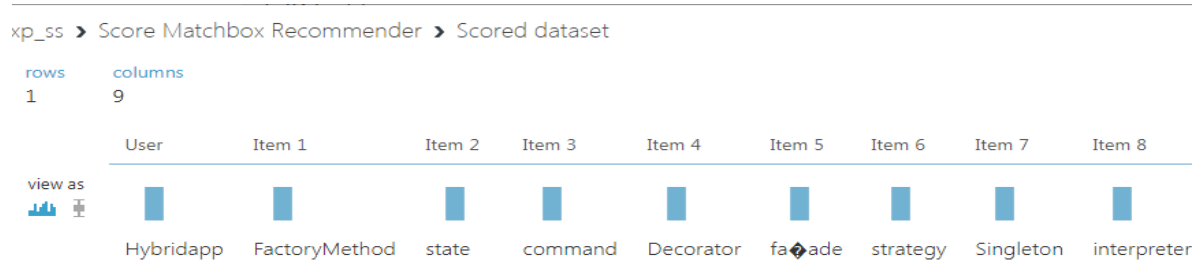 xp_ss > Score Matchbox Recommender > Scored dataset
rows columns
1 9
User Item 1 Item 2 Item 3 Item 4 Item 5 Item 6 Item 7 Item 8
view as
Hybridapp FactoryMethod state command Decorator fa�ade strategy Singleton interpreter